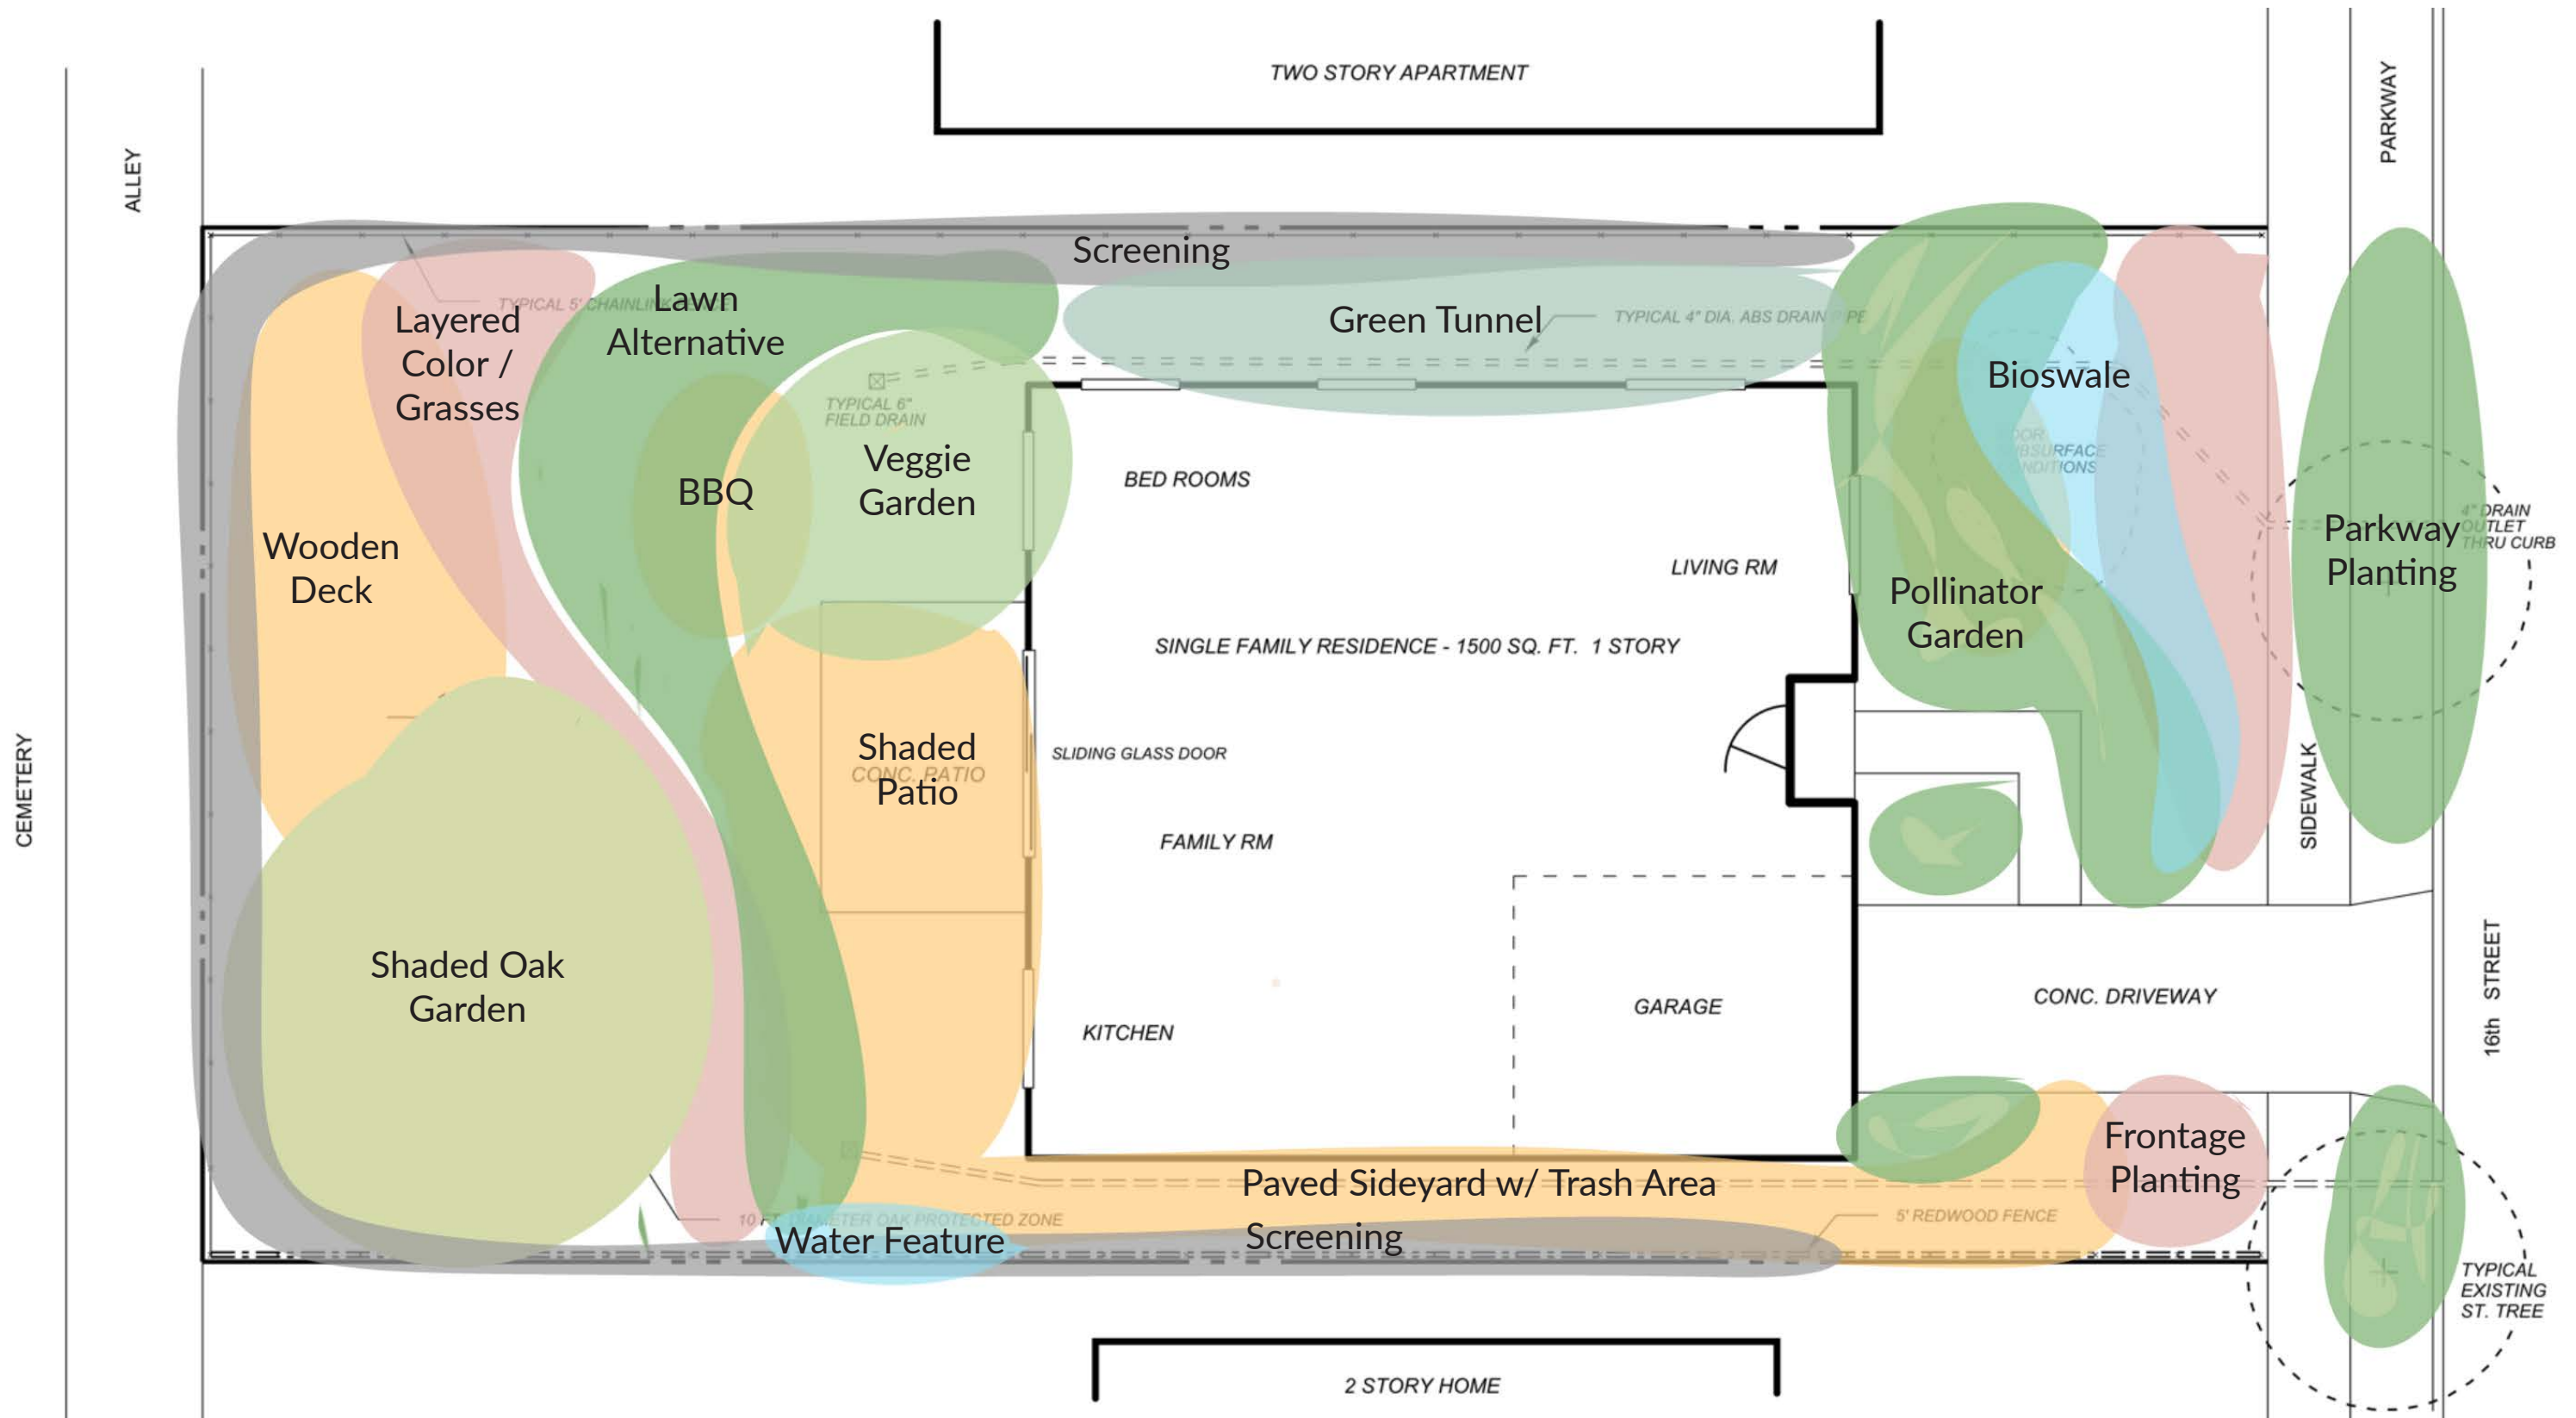 TWO STORY APARTMENT
PARKWAY
ALLEY
Screening
TYPICAL 5' CHAINLINK
Lawn
Alternative
Layered
Color /
Grasses
Green Tunnel
TYPICAL 4" DIA. ABS DRAIN PIPE
Bioswale
TYPICAL 6"
FIELD DRAIN
POOR
SUBSURFACE
CONDITIONS
Veggie
Garden
BBQ
BED ROOMS
Wooden
Deck
LIVING RM
Pollinator
Garden
Parkway
Planting
4" DRAIN
OUTLET
THRU CURB
SINGLE FAMILY RESIDENCE - 1500 SQ. FT. 1 STORY
Shaded
Patio
CONC. PATIO
SLIDING GLASS DOOR
CEMETERY
SIDEWALK
FAMILY RM
Shaded Oak
Garden
KITCHEN
GARAGE
CONC. DRIVEWAY
16th STREET
Frontage
Planting
Paved Sideyard w/ Trash Area
10 FT. DIAMETER OAK PROTECTED ZONE
5' REDWOOD FENCE
Water Feature
Screening
TYPICAL
EXISTING
ST. TREE
2 STORY HOME